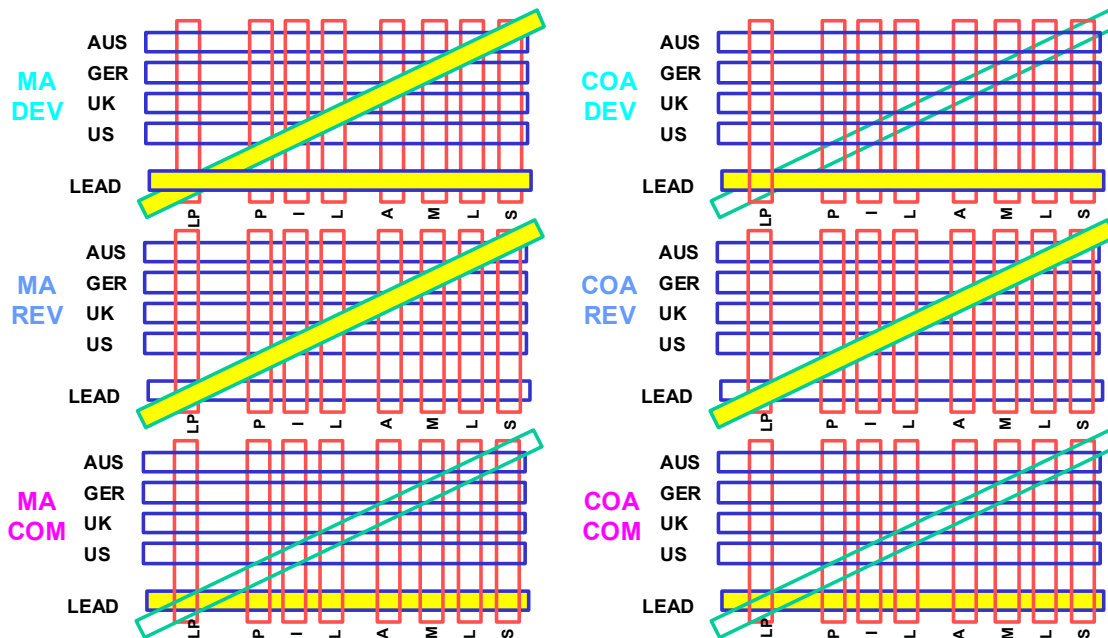 MA
DEV
AUS
GER
UK
US
LEAD
LP P I L A M L S
COA
DEV
AUS
GER
UK
US
LEAD
LP P I L A M L S
MA
REV
AUS
GER
UK
US
LEAD
LP P I L A M L S
COA
REV
AUS
GER
UK
US
LEAD
LP P I L A M L S
MA
COM
AUS
GER
UK
US
LEAD
LP P I L A M L S
COA
COM
AUS
GER
UK
US
LEAD
LP P I L A M L S